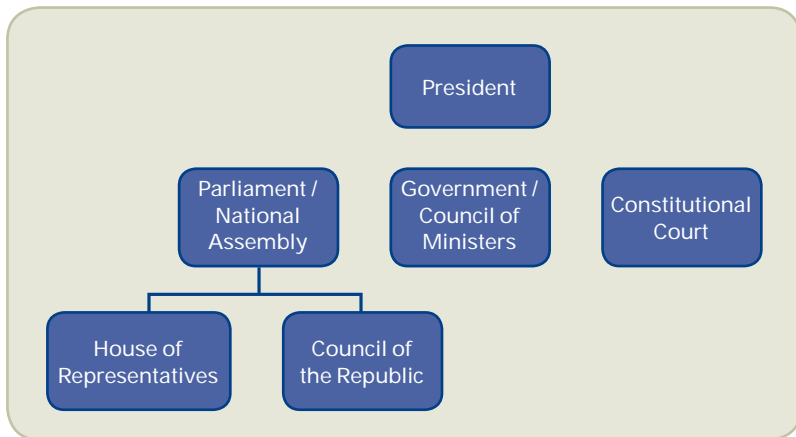 President
Parliament /
National
Assembly
Government /
Council of
Ministers
Constitutional
Court
House of
Representatives
Council of
the Republic